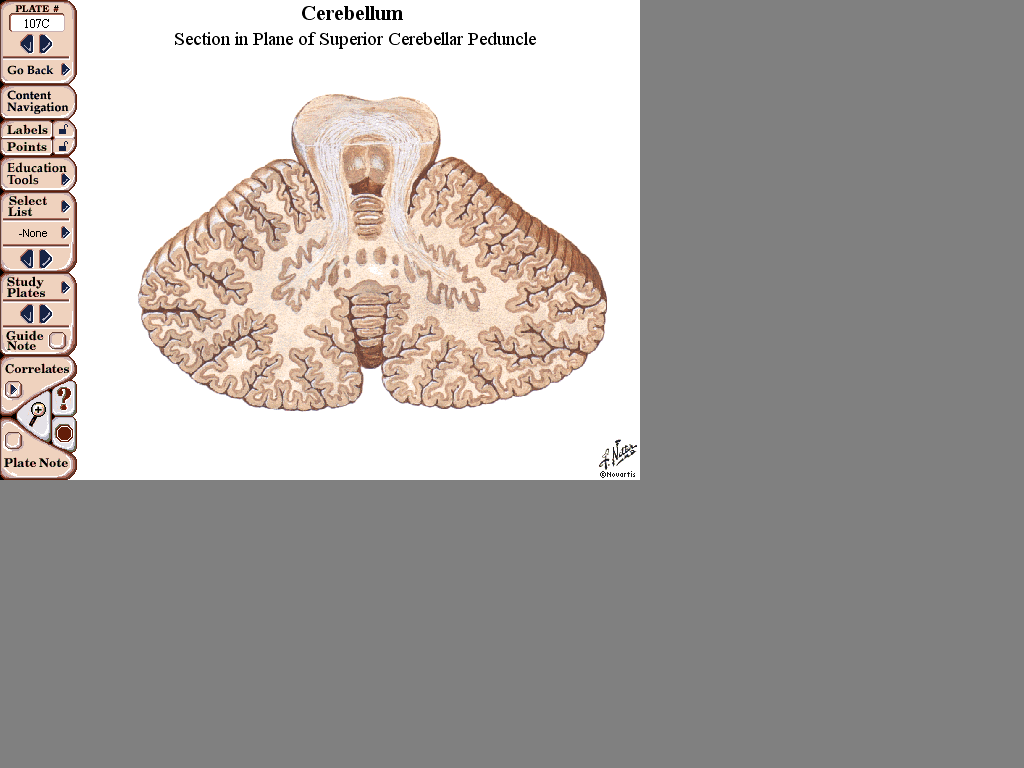 PLATE #
107C
Go Back
Content
Navigation
Labels
Points
Education
Tools
Select
List
-None
Study
Plates
Guide
Note
Correlates
?
Plate Note
Cerebellum
Section in Plane of Superior Cerebellar Peduncle
F. Netter
©Novartis